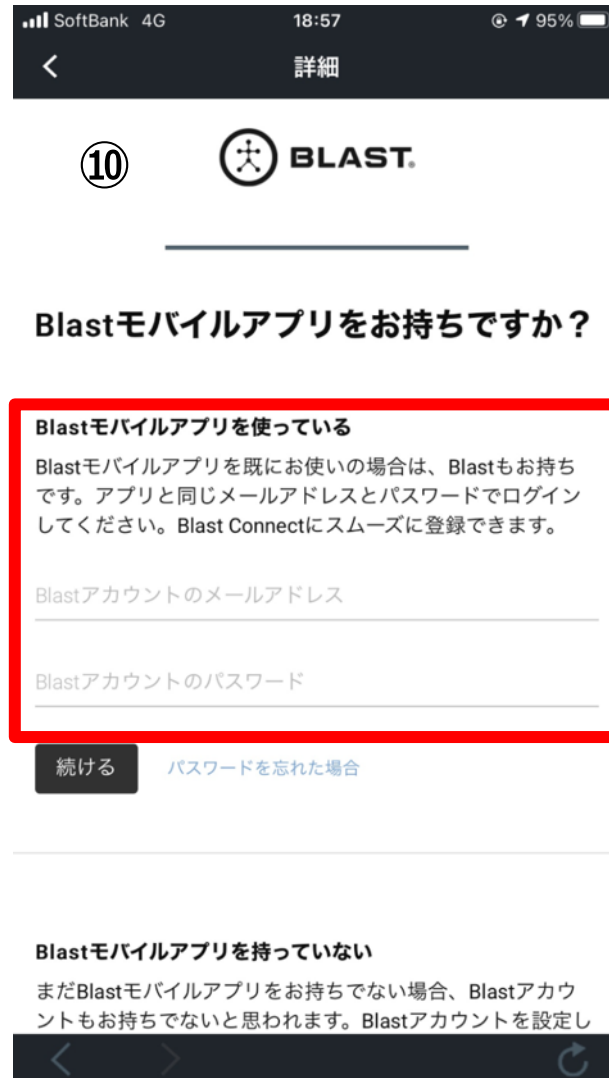 SoftBank 4G 18:57 95%
詳細
⑩ BLAST.
Blastモバイルアプリをお持ちですか？
Blastモバイルアプリを使っている
Blastモバイルアプリを既にお使いの場合は、Blastもお持ち
です。アプリと同じメールアドレスとパスワードでログイン
してください。Blast Connectにスムーズに登録できます。
Blastアカウントのメールアドレス
Blastアカウントのパスワード
続ける パスワードを忘れた場合
Blastモバイルアプリを持っていない
まだBlastモバイルアプリをお持ちでない場合、Blastアカウ
ントもお持ちでないと思われます。Blastアカウントを設定し